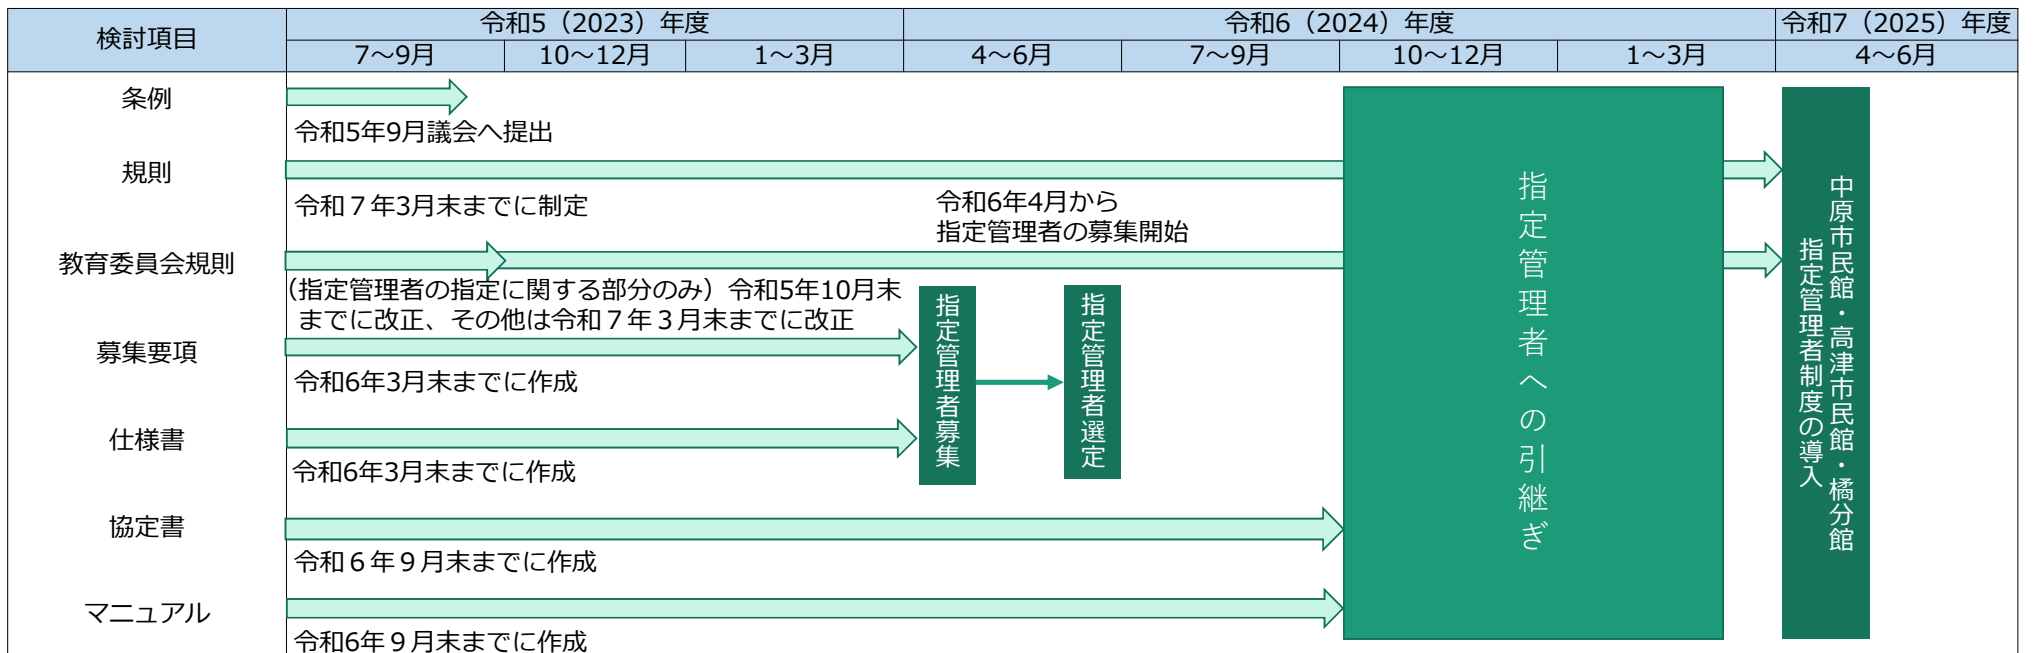 検討項目
令和5（2023）年度
令和6（2024）年度
令和7（2025）年度
7～9月
10～12月
1～3月
4～6月
7～9月
10～12月
1～3月
4～6月
条例
令和5年9月議会へ提出
規則
令和７年3月末までに制定
令和6年4月から
指定管理者の募集開始
教育委員会規則
（指定管理者の指定に関する部分のみ）令和5年10月末
までに改正、その他は令和７年３月末までに改正
募集要項
令和6年3月末までに作成
仕様書
令和6年3月末までに作成
協定書
令和６年９月末までに作成
マニュアル
令和6年９月末までに作成
指定管理者募集
指定管理者選定
指定管理者への引継ぎ
中原市民館・高津市民館・橘分館
指定管理者制度の導入